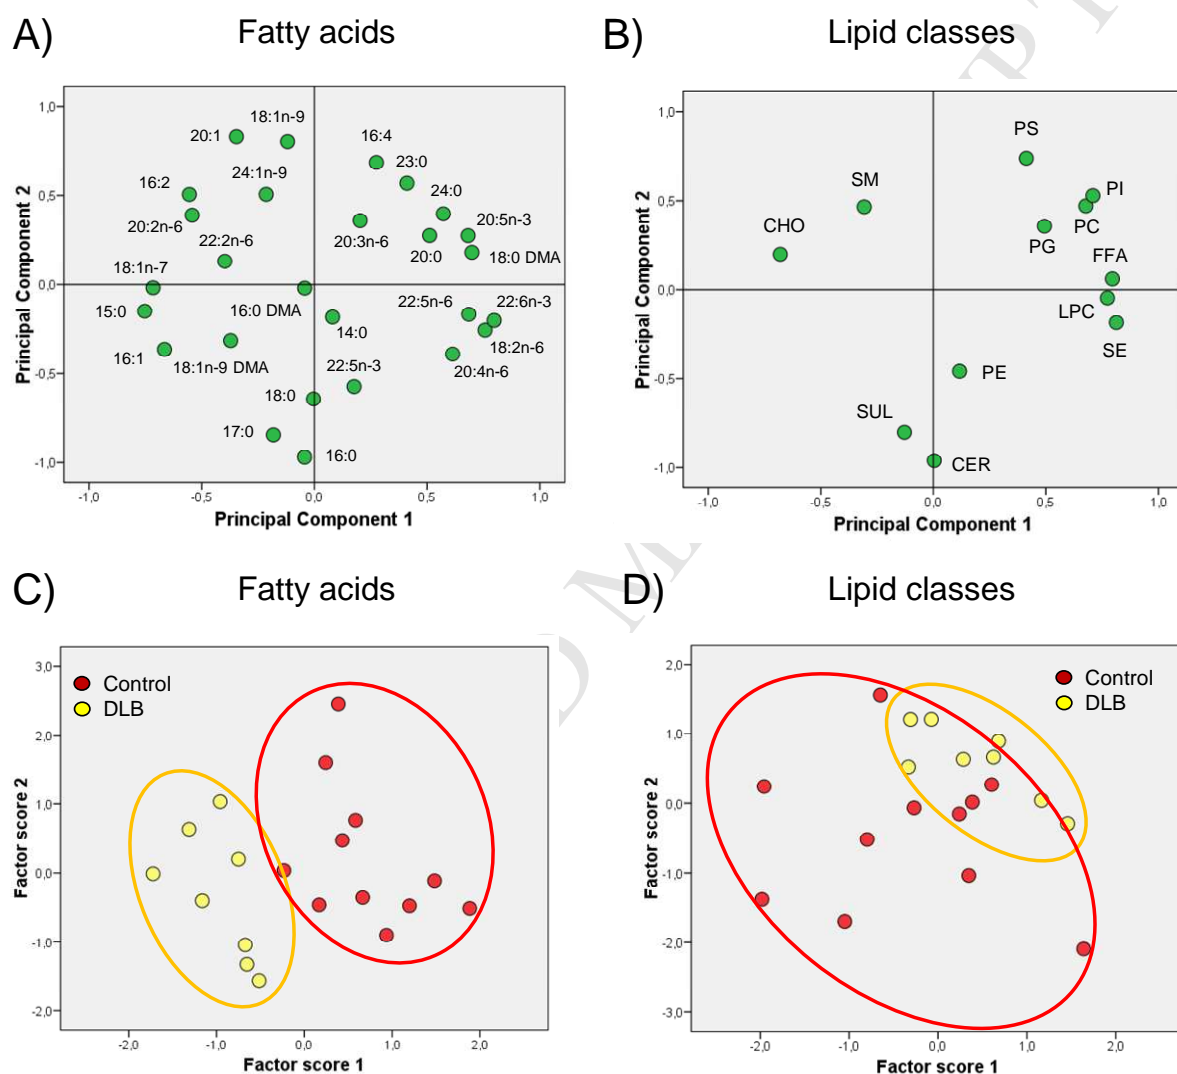 A) Fatty acids
1,0
0,5
0,0
-0,5
-1,0
Principal Component 2
20:1
18:1n-9
16:4
23:0
16:2
24:1n-9
24:0
20:2n-6
20:3n-6
20:5n-3
22:2n-6
20:0
18:0 DMA
18:1n-7
15:0
16:0 DMA
22:5n-6
22:6n-3
14:0
18:2n-6
16:1
18:1n-9 DMA
22:5n-3
20:4n-6
18:0
17:0
16:0
-1,0 -0,5 0,0 0,5 1,0
Principal Component 1
B) Lipid classes
1,0
0,5
0,0
-0,5
-1,0
Principal Component 2
PS
SM
PI
CHO
PC
PG
FFA
LPC
SE
PE
SUL
CER
-1,0 -0,5 0,0 0,5 1,0
Principal Component 1
C) Fatty acids
Control
DLB
3,0
2,0
1,0
0,0
-1,0
-2,0
Factor score 2
-2,0 -1,0 0,0 1,0 2,0
Factor score 1
D) Lipid classes
Control
DLB
2,0
1,0
0,0
-1,0
-2,0
-3,0
Factor score 2
-2,0 -1,0 0,0 1,0 2,0
Factor score 1